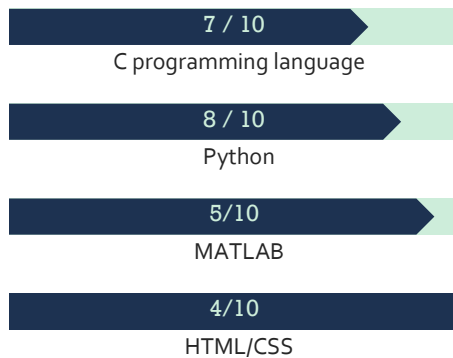 7 / 10
C programming language
8 / 10
Python
5/10
MATLAB
4/10
HTML/CSS